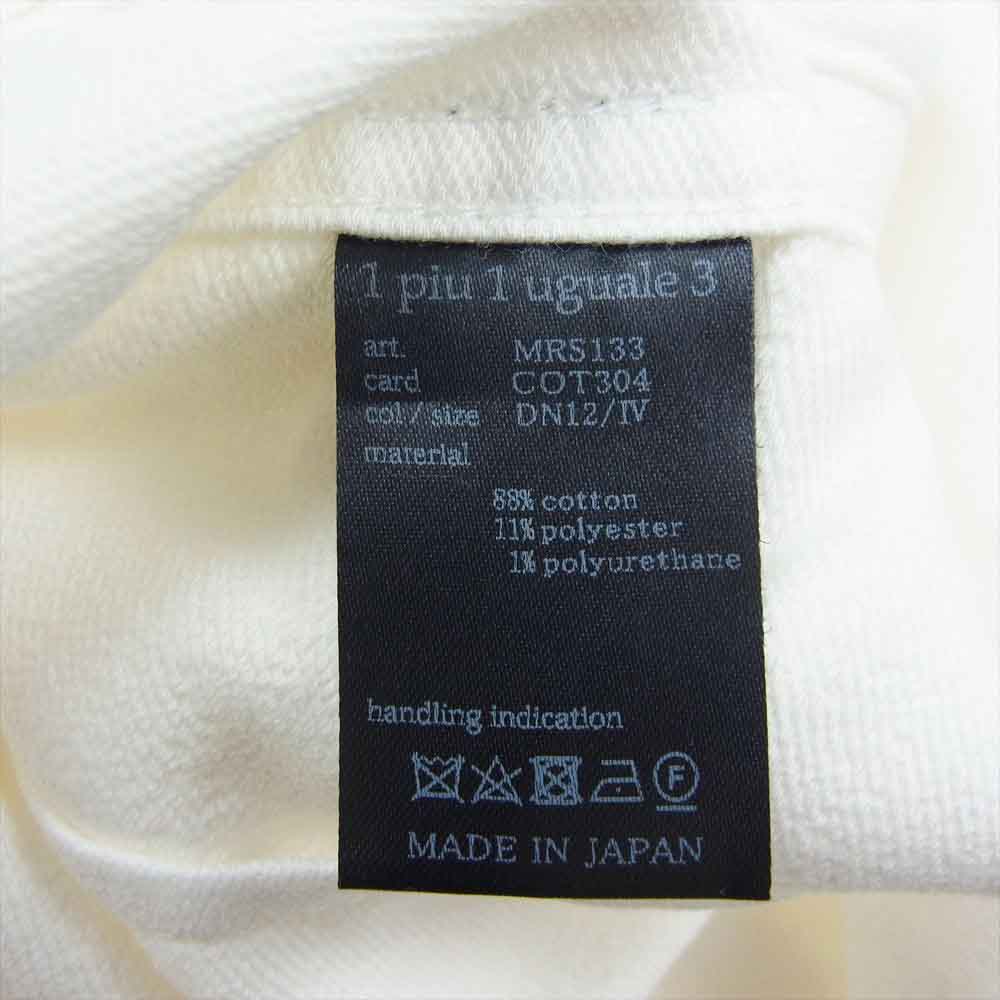 1 piu 1 uguale 3
art. MRS133
card COT304
col / size DN12/IV
material
88% cotton
11% polyester
1% polyurethane
handling indication
F
MADE IN JAPAN